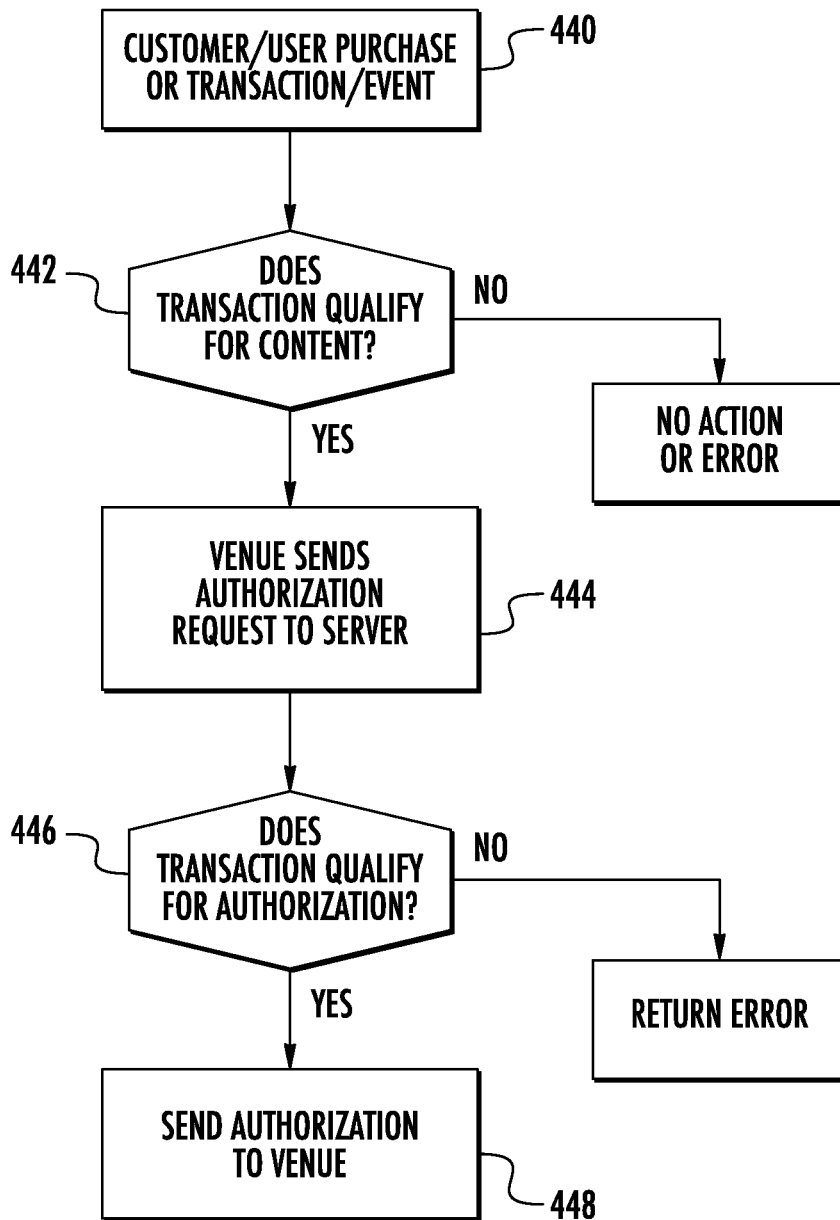 CUSTOMER/USER PURCHASE
OR TRANSACTION/EVENT
440
442
DOES
TRANSACTION QUALIFY
FOR CONTENT?
NO
NO ACTION
OR ERROR
YES
VENUE SENDS
AUTHORIZATION
REQUEST TO SERVER
444
446
DOES
TRANSACTION QUALIFY
FOR AUTHORIZATION?
NO
RETURN ERROR
YES
SEND AUTHORIZATION
TO VENUE
448